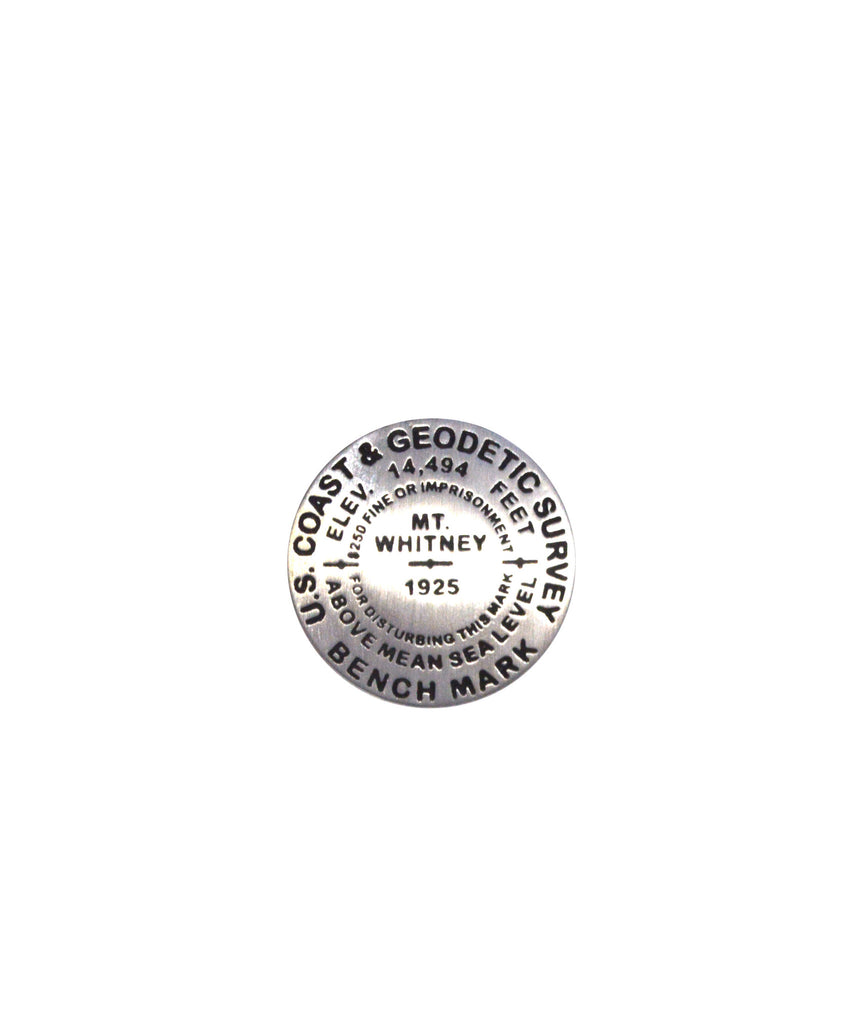 U.S. COAST & GEODETIC SURVEY
ELEV. 14,494 FEET
$250 FINE OR IMPRISONMENT
MT.
WHITNEY
1925
FOR DISTURBING THIS MARK
ABOVE MEAN SEA LEVEL
BENCH MARK